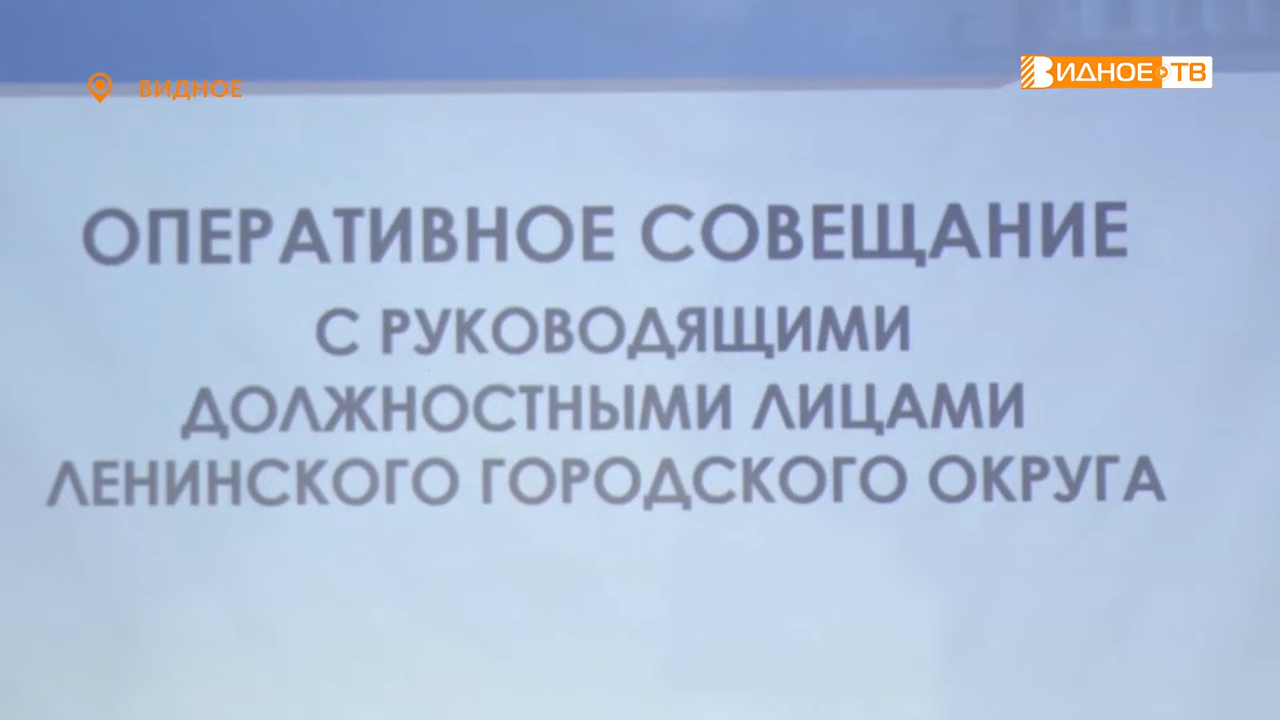 ВИДНОЕ
ВИДНОЕ ТВ
ОПЕРАТИВНОЕ СОВЕЩАНИЕ
С РУКОВОДЯЩИМИ
ДОЛЖНОСТНЫМИ ЛИЦАМИ
ЛЕНИНСКОГО ГОРОДСКОГО ОКРУГА